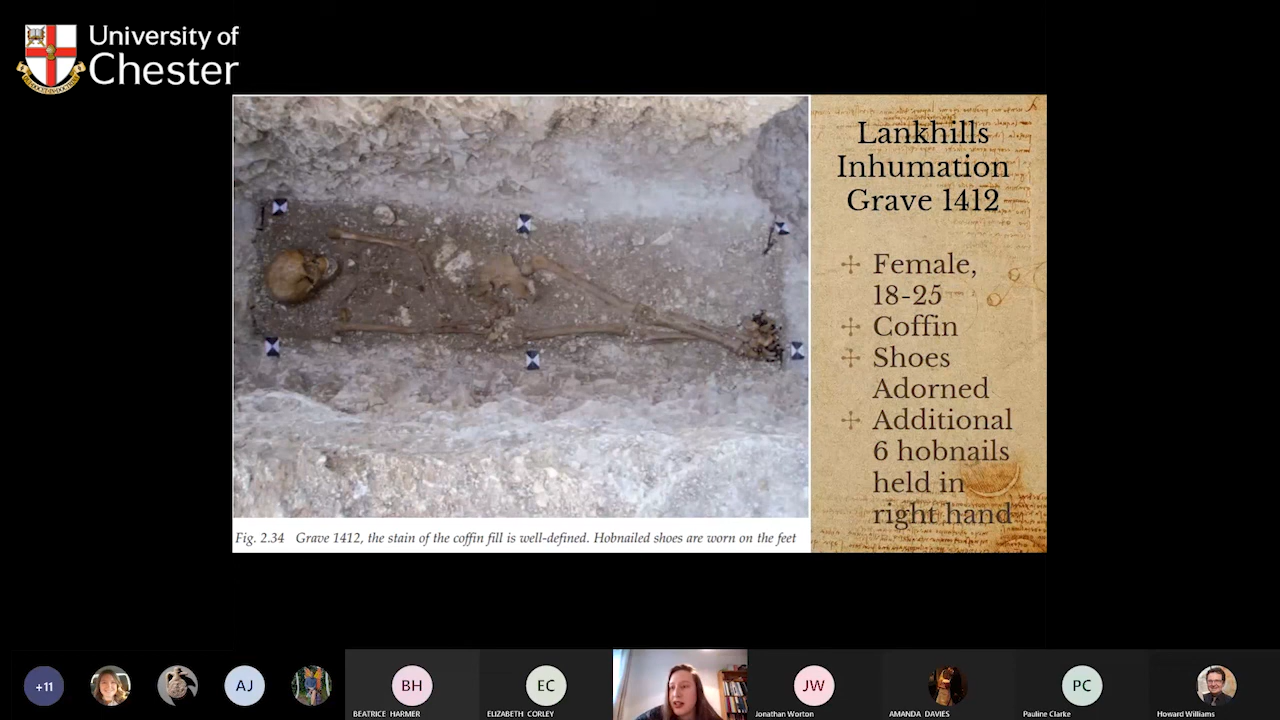 University of
Chester
Lankhills
Inhumation
Grave 1412
Female,
18-25
Coffin
Shoes
Adorned
Additional
6 hobnails
held in
right hand
Fig. 2.34 Grave 1412, the stain of the coffin fill is well-defined. Hobnailed shoes are worn on the feet
+11
AJ
BH
BEATRICE HARMER
EC
ELIZABETH CORLEY
JW
Jonathan Worton
AMANDA DAVIES
PC
Pauline Clarke
Howard Williams